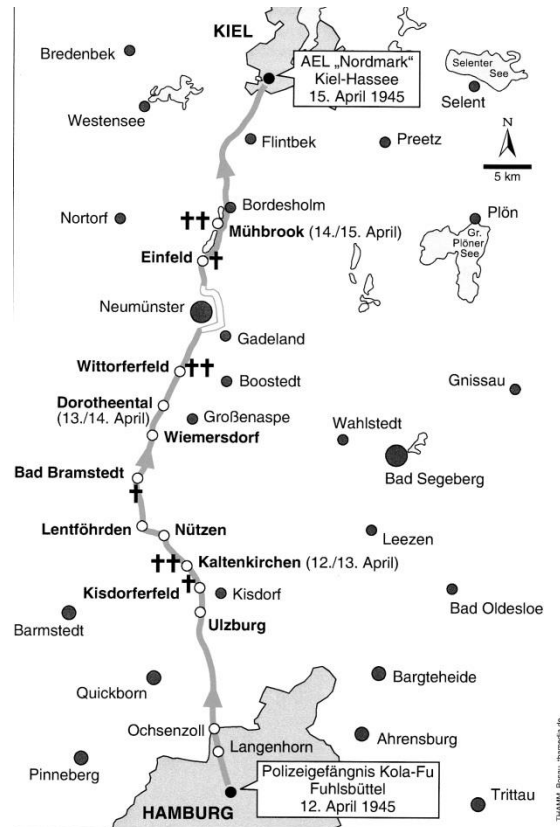 KIEL
Bredenbek
AEL „Nordmark"
Kiel-Hassee
15. April 1945
Selenter
See
Westensee
Selent
N
Flintbek
Preetz
5 km
Nortorf
Bordesholm
Plön
Mühbrook (14./15. April)
Gr.
Plöner
See
Einfeld
Neumünster
Gadeland
Wittorferfeld
Boostedt
Gnissau
Dorotheental
(13./14. April)
Großenaspe
Wahlstedt
Wiemersdorf
Bad Bramstedt
Bad Segeberg
Lentföhrden
Nützen
Leezen
Kaltenkirchen (12./13. April)
Kisdorferfeld
Kisdorf
Bad Oldesloe
Barmstedt
Ulzburg
Quickborn
Bargteheide
Ochsenzoll
Ahrensburg
Langenhorn
Pinneberg
Polizeigefängnis Kola-Fu
Fuhlsbüttel
12. April 1945
HAMBURG
Trittau